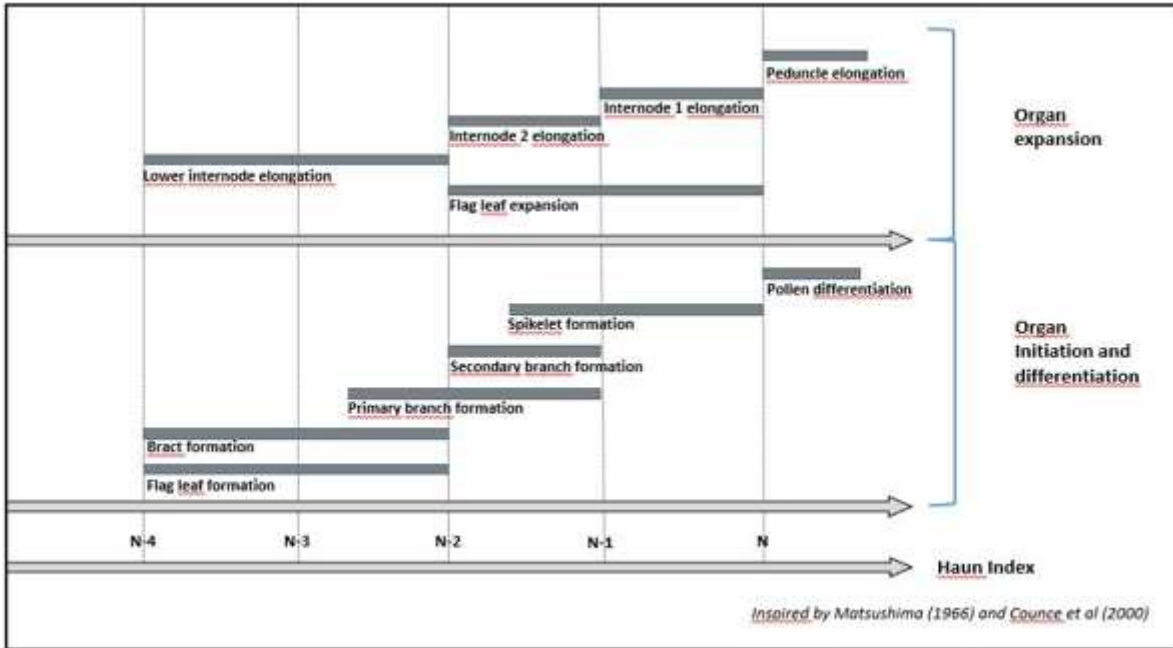 Peduncle elongation
Internode 1 elongation
Internode 2 elongation
Lower internode elongation
Flag leaf expansion
Organ
expansion
Pollen differentiation
Spikelet formation
Secondary branch formation
Primary branch formation
Bract formation
Flag leaf formation
Organ
Initiation and
differentiation
N-4 N-3 N-2 N-1 N
Haun Index
Inspired by Matsushima (1966) and Counce et al (2000)